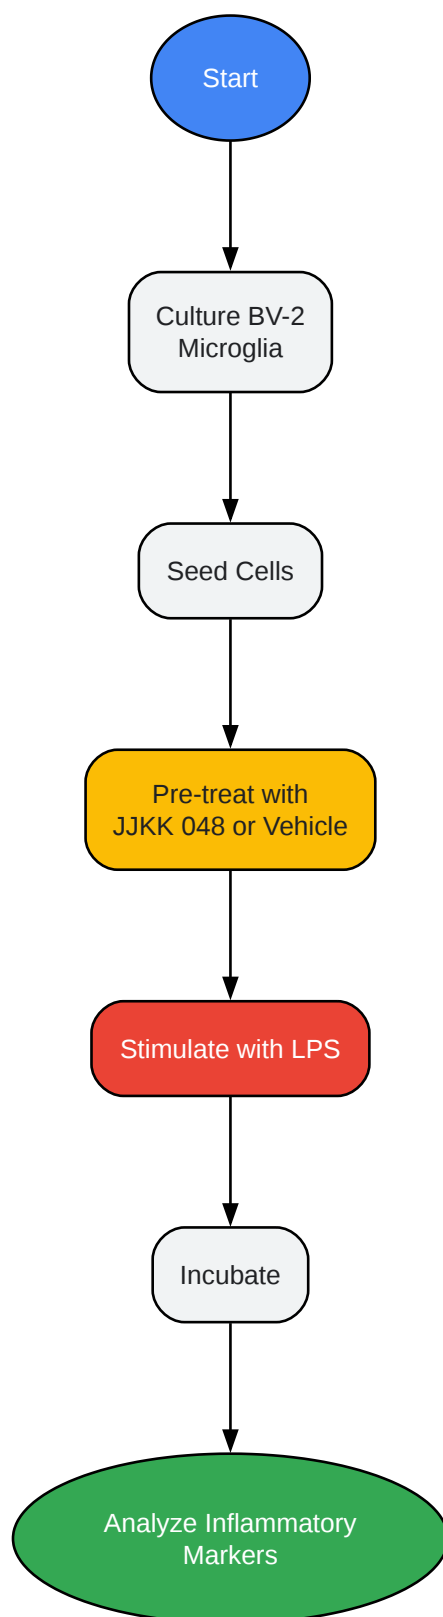 Start
Culture BV-2
Microglia
Seed Cells
Pre-treat with
JJKK 048 or Vehicle
Stimulate with LPS
Incubate
Analyze Inflammatory
Markers